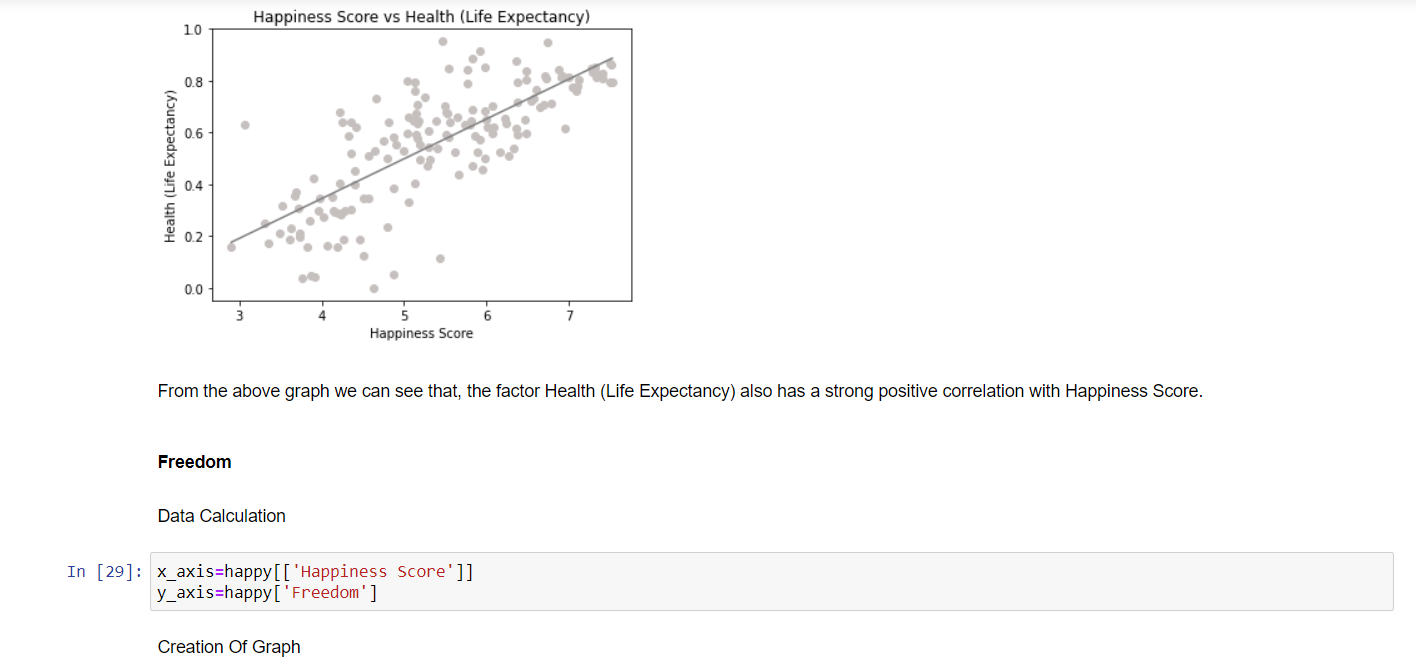 Happiness Score vs Health (Life Expectancy)
1.0
0.8
0.6
0.4
0.2
0.0
Health (Life Expectancy)
3 4 5 6 7
Happiness Score
From the above graph we can see that, the factor Health (Life Expectancy) also has a strong positive correlation with Happiness Score.
Freedom
Data Calculation
In [29]: x_axis=happy[['Happiness Score']]
y_axis=happy['Freedom']
Creation Of Graph